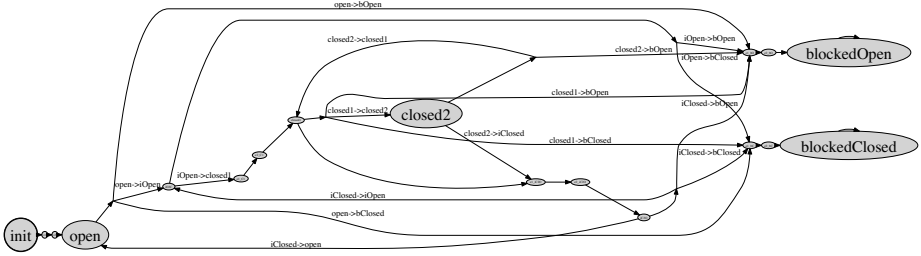 open->bOpen
iOpen->bOpen
closed2->closed1
closed2->bOpen
blockedOpen
iOpen->bClosed
closed1->bOpen
iClosed->bOpen
closed1->closed2
closed2
closed2->iClosed
closed1->bClosed
blockedClosed
iClosed->bClosed
iOpen->closed1
open->iOpen
iClosed->iOpen
open->bClosed
init
open
iClosed->open